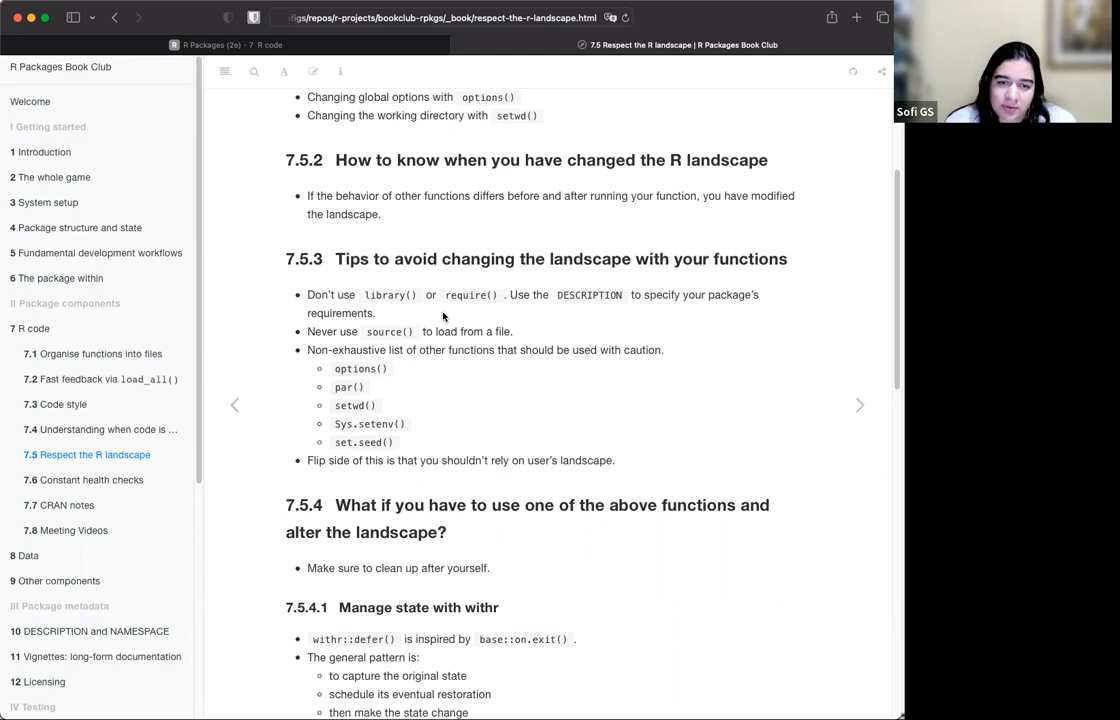 figs/repos/r-projects/bookclub-rpkgs/_book/respect-the-r-landscape.html
R R Packages (2e) - 7 R code
7.5 Respect the R landscape | R Packages Book Club
R Packages Book Club
Welcome
I Getting started
1 Introduction
2 The whole game
3 System setup
4 Package structure and state
5 Fundamental development workflows
6 The package within
II Package components
7 R code
7.1 Organise functions into files
7.2 Fast feedback via load_all()
7.3 Code style
7.4 Understanding when code is ...
7.5 Respect the R landscape
7.6 Constant health checks
7.7 CRAN notes
7.8 Meeting Videos
8 Data
9 Other components
III Package metadata
10 DESCRIPTION and NAMESPACE
11 Vignettes: long-form documentation
12 Licensing
IV Testing
A
i
• Changing global options with options()
• Changing the working directory with setwd()
7.5.2 How to know when you have changed the R landscape
• If the behavior of other functions differs before and after running your function, you have modified
the landscape.
7.5.3 Tips to avoid changing the landscape with your functions
• Don't use library() or require() . Use the DESCRIPTION to specify your package's
requirements.
• Never use source() to load from a file.
• Non-exhaustive list of other functions that should be used with caution.
◦ options()
◦ par()
◦ setwd()
◦ Sys.setenv()
◦ set.seed()
• Flip side of this is that you shouldn't rely on user's landscape.
7.5.4 What if you have to use one of the above functions and
alter the landscape?
• Make sure to clean up after yourself.
7.5.4.1 Manage state with withr
• withr::defer() is inspired by base::on.exit() .
• The general pattern is:
◦ to capture the original state
◦ schedule its eventual restoration
◦ then make the state change
Sofi GS